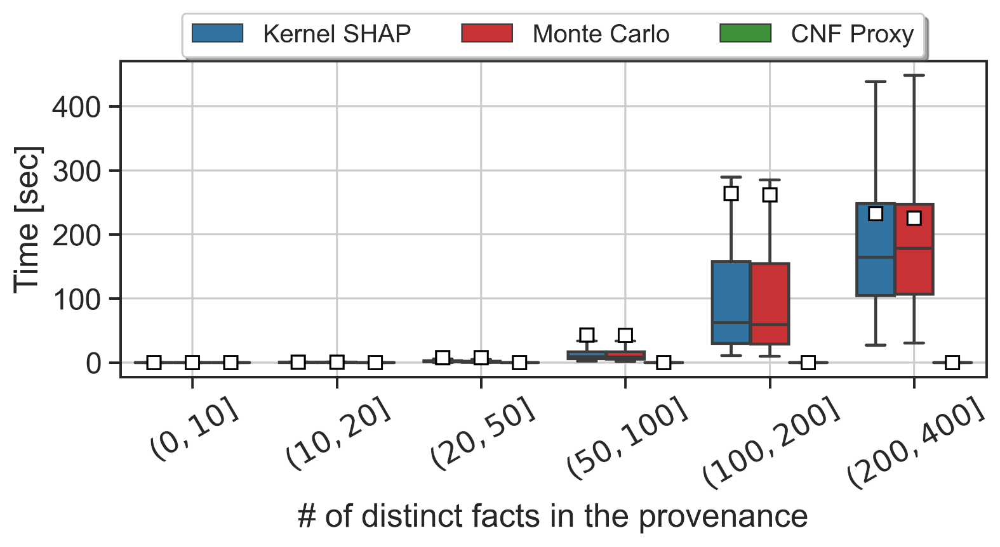 Kernel SHAP Monte Carlo CNF Proxy
400
300
200
100
0
Time [sec]
(0, 10] (10, 20] (20, 50] (50, 100] (100, 200] (200, 400]
# of distinct facts in the provenance